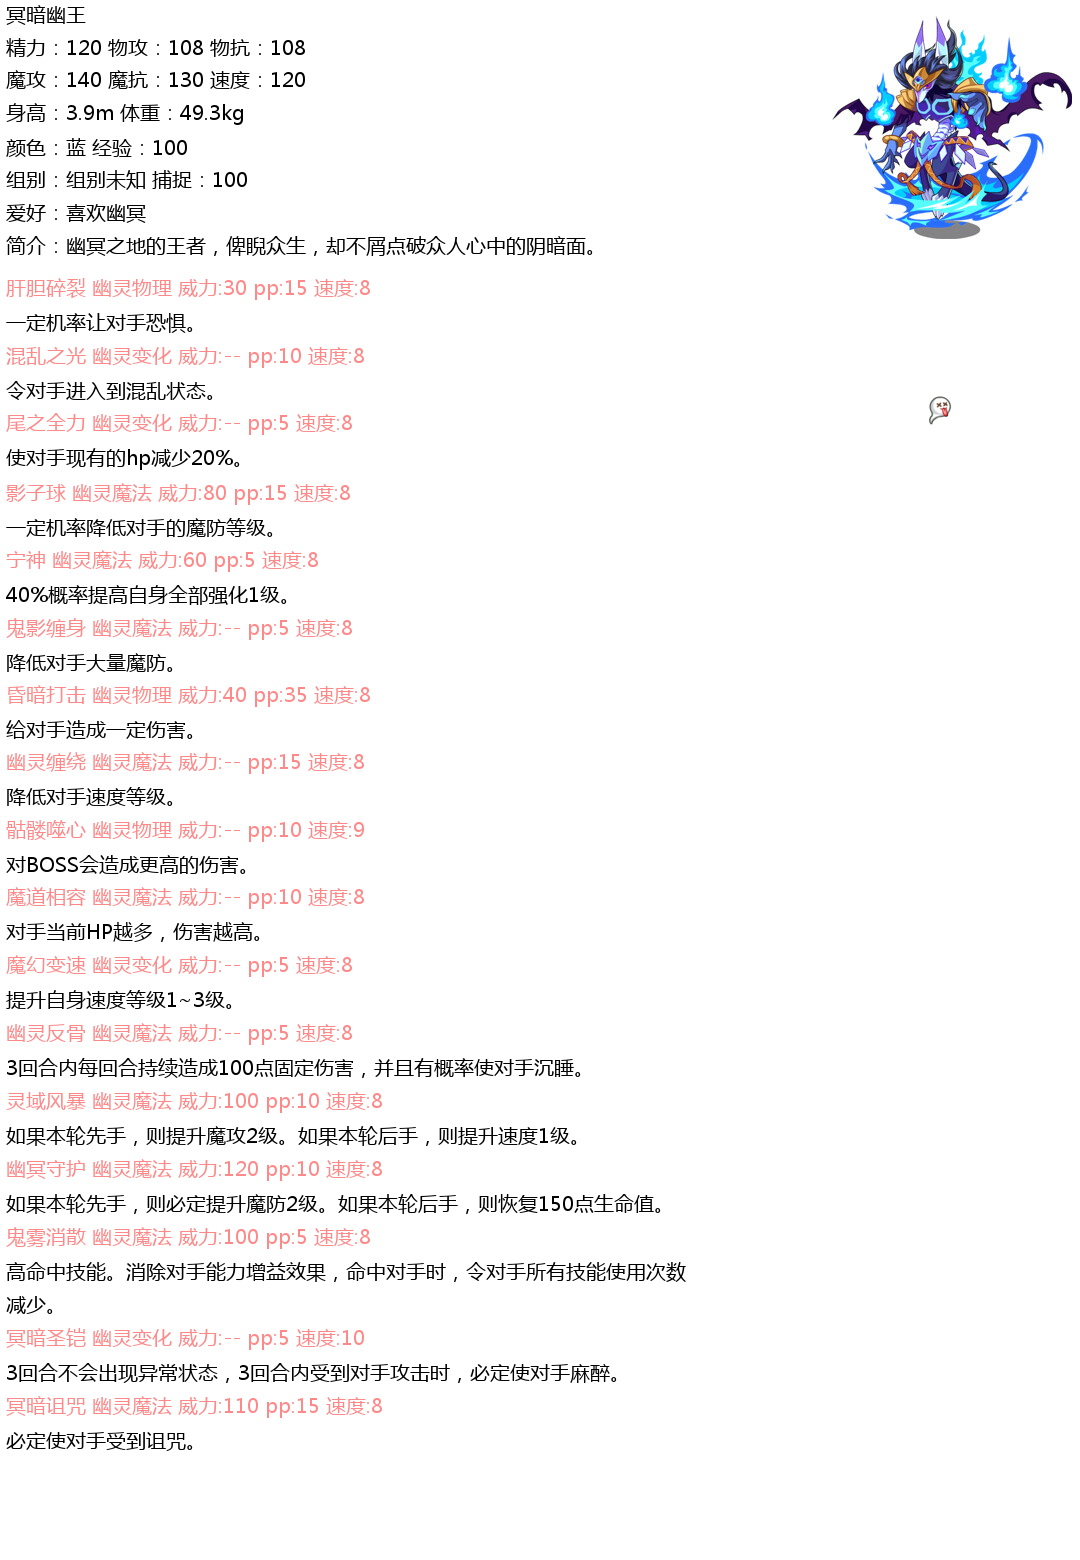 冥暗幽王
精力：120 物攻：108 物抗：108
魔攻：140 魔抗：130 速度：120
身高：3.9m 体重：49.3kg
颜色：蓝 经验：100
组别：组别未知 捕捉：100
爱好：喜欢幽冥
简介：幽冥之地的王者，俾睨众生，却不屑点破众人心中的阴暗面。
肝胆碎裂 幽灵物理 威力:30 pp:15 速度:8
一定机率让对手恐惧。
混乱之光 幽灵变化 威力:-- pp:10 速度:8
令对手进入到混乱状态。
尾之全力 幽灵变化 威力:-- pp:5 速度:8
使对手现有的hp减少20%。
影子球 幽灵魔法 威力:80 pp:15 速度:8
一定机率降低对手的魔防等级。
宁神 幽灵魔法 威力:60 pp:5 速度:8
40%概率提高自身全部强化1级。
鬼影缠身 幽灵魔法 威力:-- pp:5 速度:8
降低对手大量魔防。
昏暗打击 幽灵物理 威力:40 pp:35 速度:8
给对手造成一定伤害。
幽灵缠绕 幽灵魔法 威力:-- pp:15 速度:8
降低对手速度等级。
骷髅噬心 幽灵物理 威力:-- pp:10 速度:9
对BOSS会造成更高的伤害。
魔道相容 幽灵魔法 威力:-- pp:10 速度:8
对手当前HP越多，伤害越高。
魔幻变速 幽灵变化 威力:-- pp:5 速度:8
提升自身速度等级1~3级。
幽灵反骨 幽灵魔法 威力:-- pp:5 速度:8
3回合内每回合持续造成100点固定伤害，并且有概率使对手沉睡。
灵域风暴 幽灵魔法 威力:100 pp:10 速度:8
如果本轮先手，则提升魔攻2级。如果本轮后手，则提升速度1级。
幽冥守护 幽灵魔法 威力:120 pp:10 速度:8
如果本轮先手，则必定提升魔防2级。如果本轮后手，则恢复150点生命值。
鬼雾消散 幽灵魔法 威力:100 pp:5 速度:8
高命中技能。消除对手能力增益效果，命中对手时，令对手所有技能使用次数
减少。
冥暗圣铠 幽灵变化 威力:-- pp:5 速度:10
3回合不会出现异常状态，3回合内受到对手攻击时，必定使对手麻醉。
冥暗诅咒 幽灵魔法 威力:110 pp:15 速度:8
必定使对手受到诅咒。